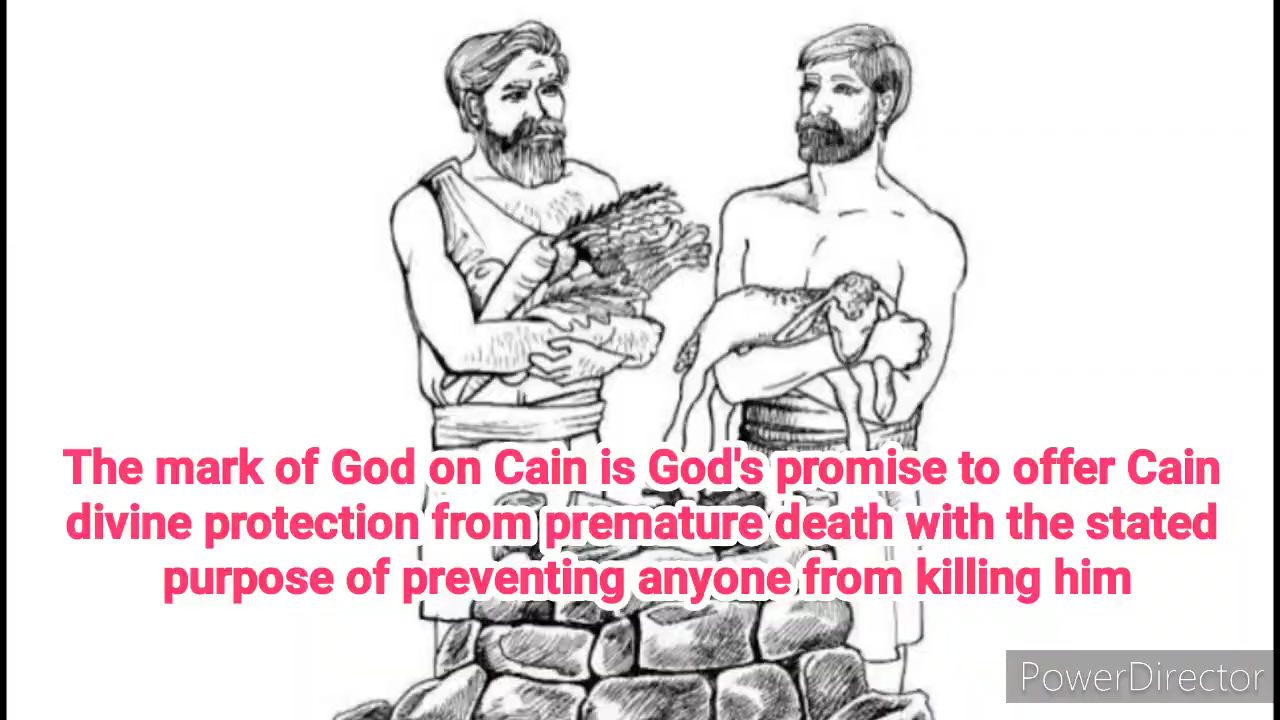 The mark of God on Cain is God's promise to offer Cain
divine protection from premature death with the stated
purpose of preventing anyone from killing him
PowerDirector